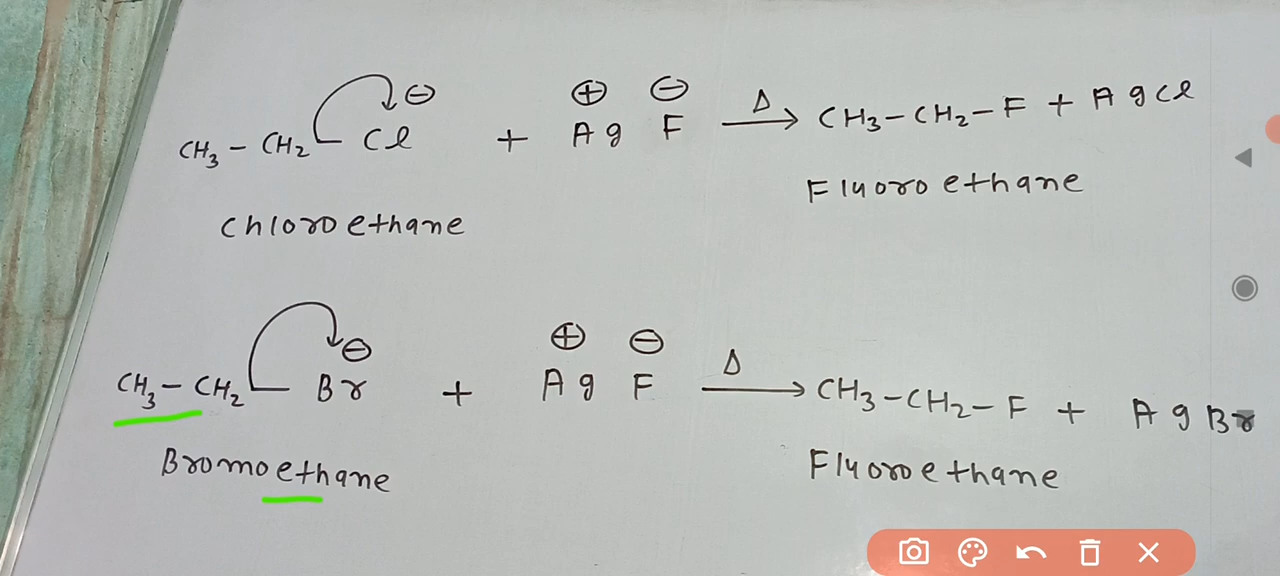 CH₃ – CH₂ – Cl ⊖ + Ag⊕ F⊖ —Δ→ CH₃–CH₂–F + AgCl
Chloroethane Fluoroethane
CH₃ – CH₂ – Br ⊖ + Ag⊕ F⊖ —Δ→ CH₃–CH₂–F + AgBr
Bromoethane Fluoroethane